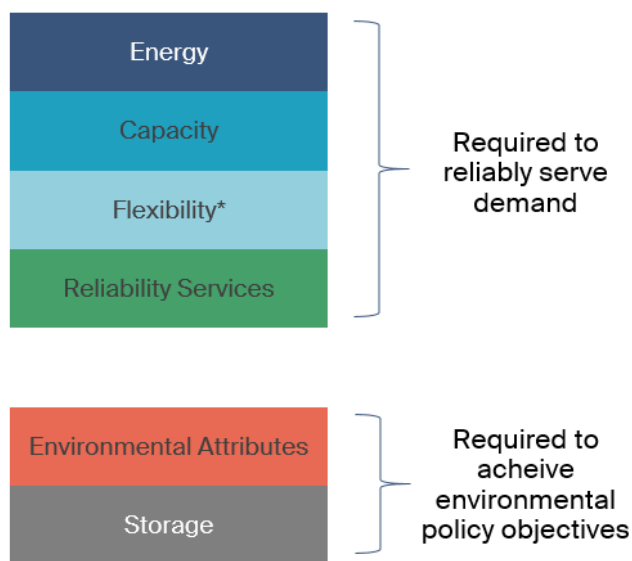 Energy
Capacity
Flexibility*
Reliability Services
Required to
reliably serve
demand
Environmental Attributes
Storage
Required to
acheive
environmental
policy objectives